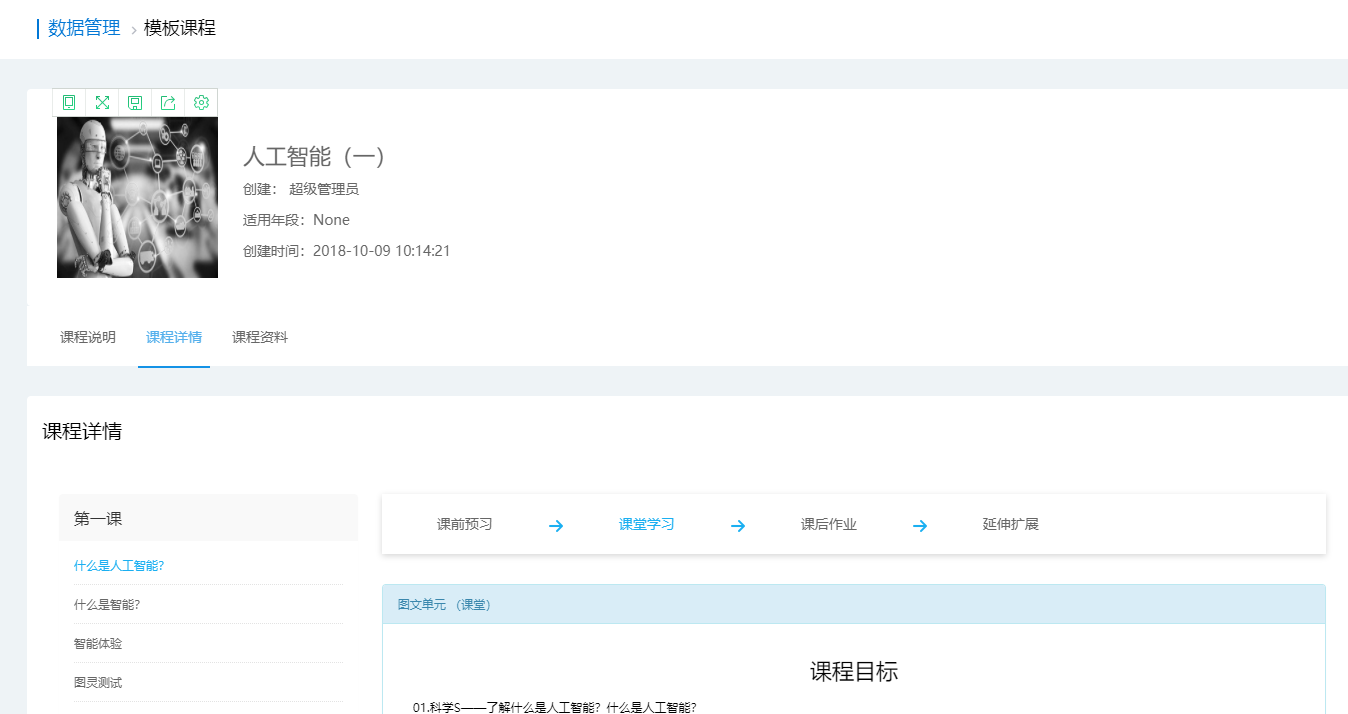 数据管理 › 模板课程
人工智能（一）
创建： 超级管理员
适用年段：None
创建时间：2018-10-09 10:14:21
课程说明 课程详情 课程资料
课程详情
第一课
什么是人工智能?
什么是智能?
智能体验
图灵测试
课前预习 → 课堂学习 → 课后作业 → 延伸扩展
图文单元 （课堂）
课程目标
01.科学S——了解什么是人工智能？什么是人工智能？